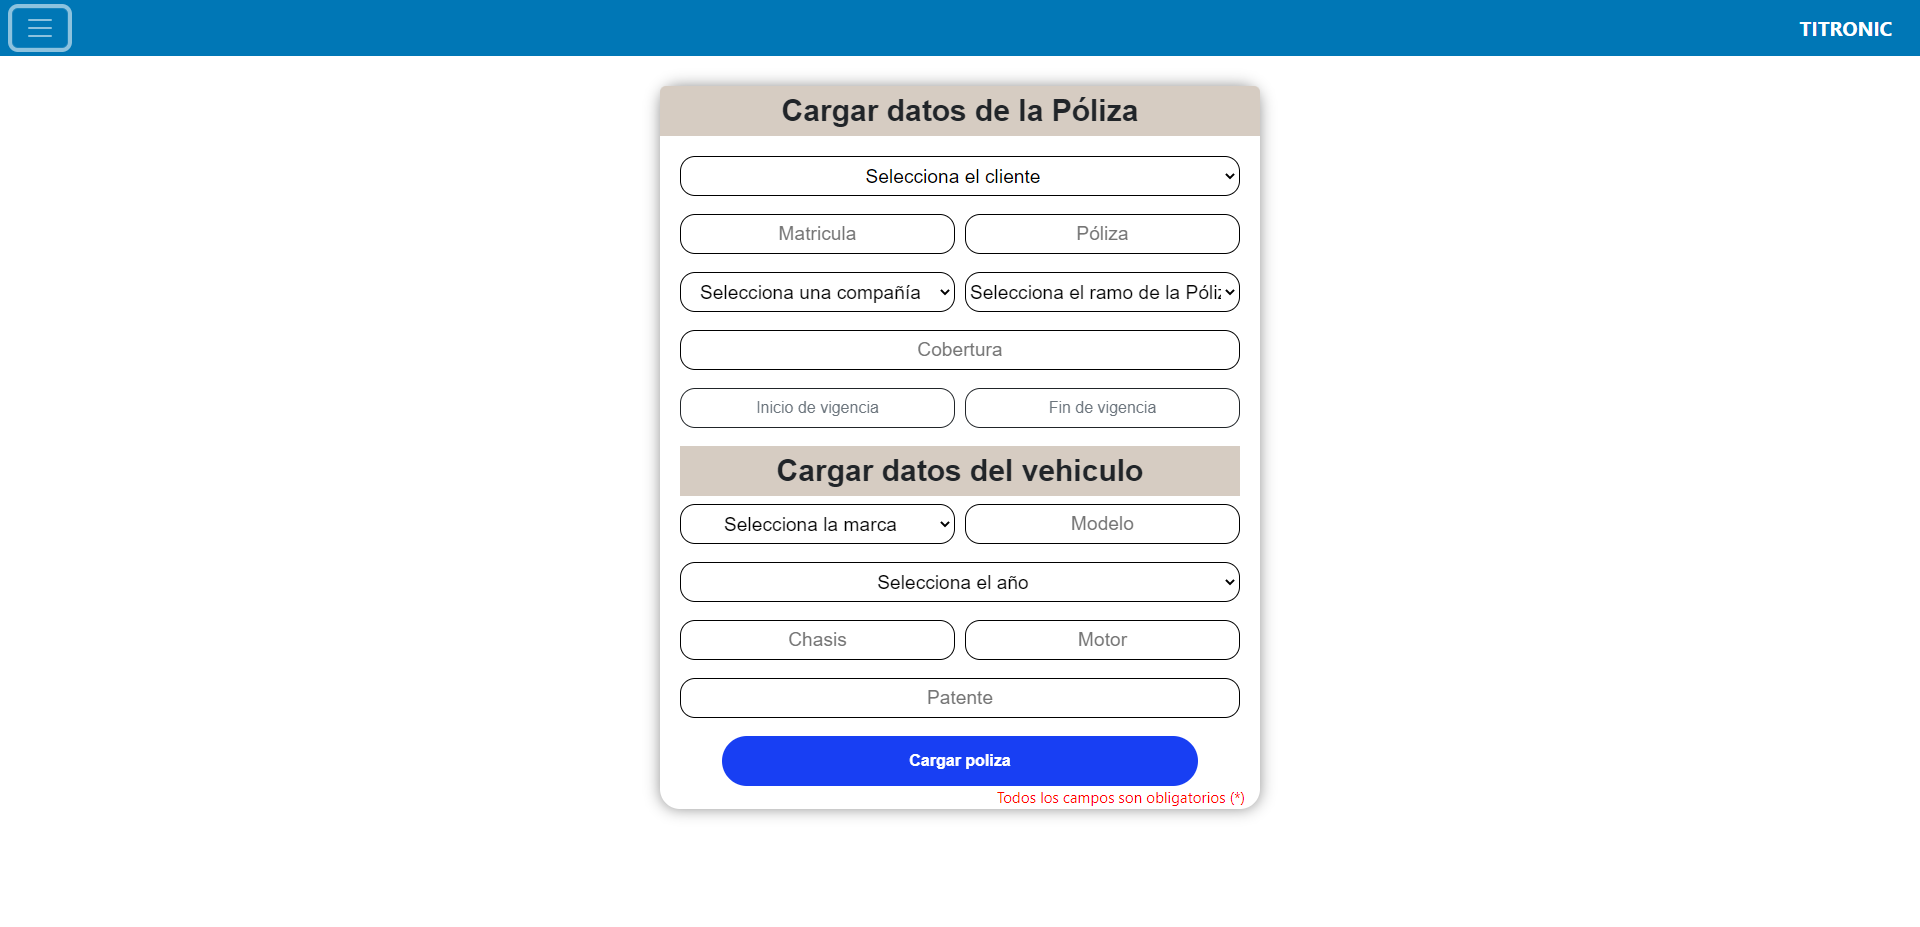 TITRONIC
Cargar datos de la Póliza
Selecciona el cliente
Matricula
Póliza
Selecciona una compañía
Selecciona el ramo de la Póliz
Cobertura
Inicio de vigencia
Fin de vigencia
Cargar datos del vehiculo
Selecciona la marca
Modelo
Selecciona el año
Chasis
Motor
Patente
Cargar poliza
Todos los campos son obligatorios (*)